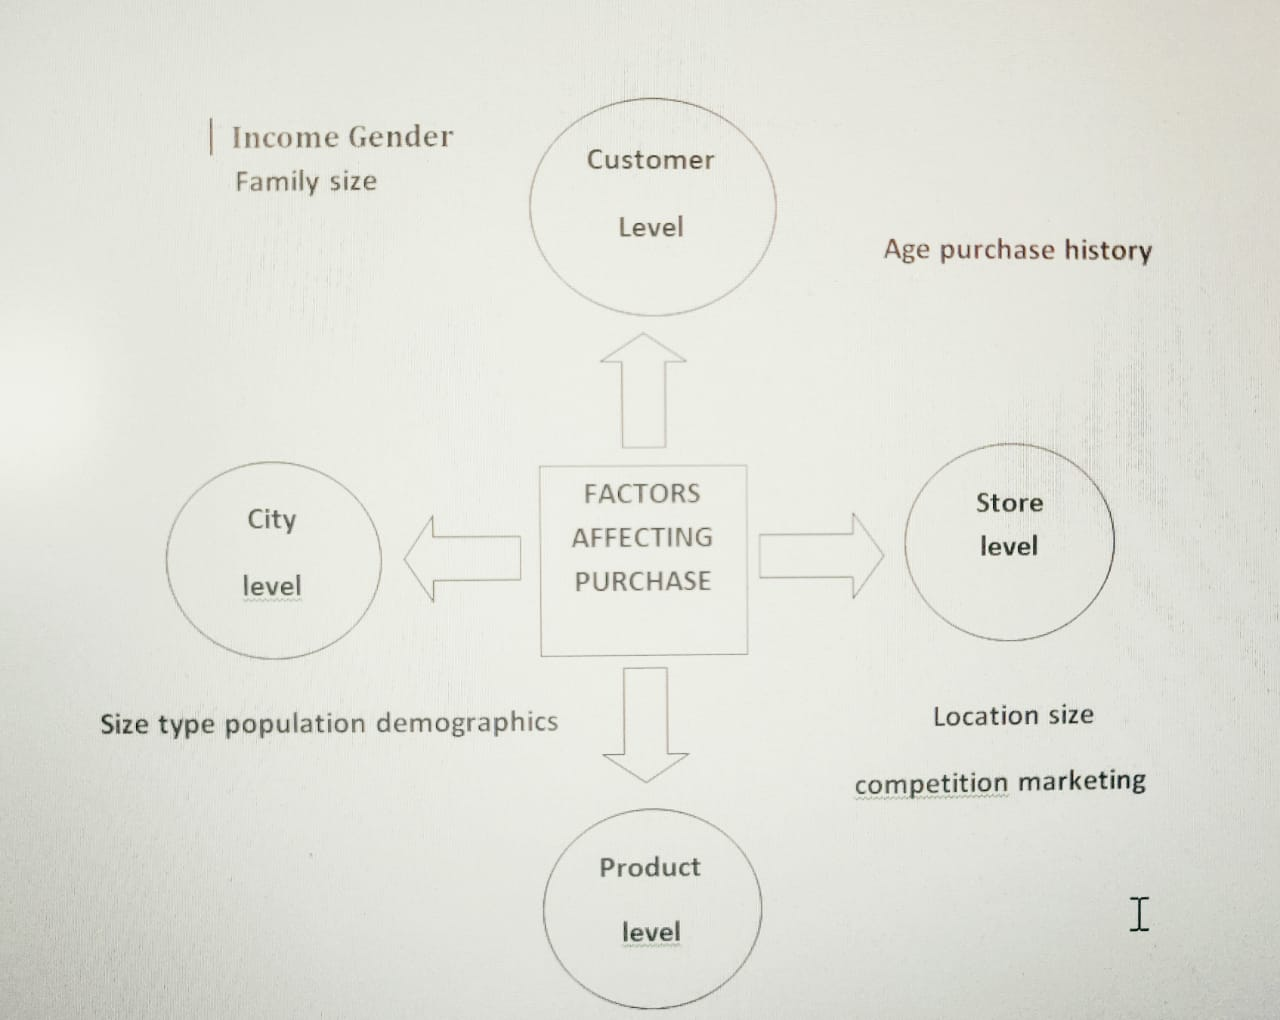 Income Gender
Family size
Customer
Level
Age purchase history
FACTORS
AFFECTING
PURCHASE
City
level
Store
level
Size type population demographics
Location size
competition marketing
Product
level